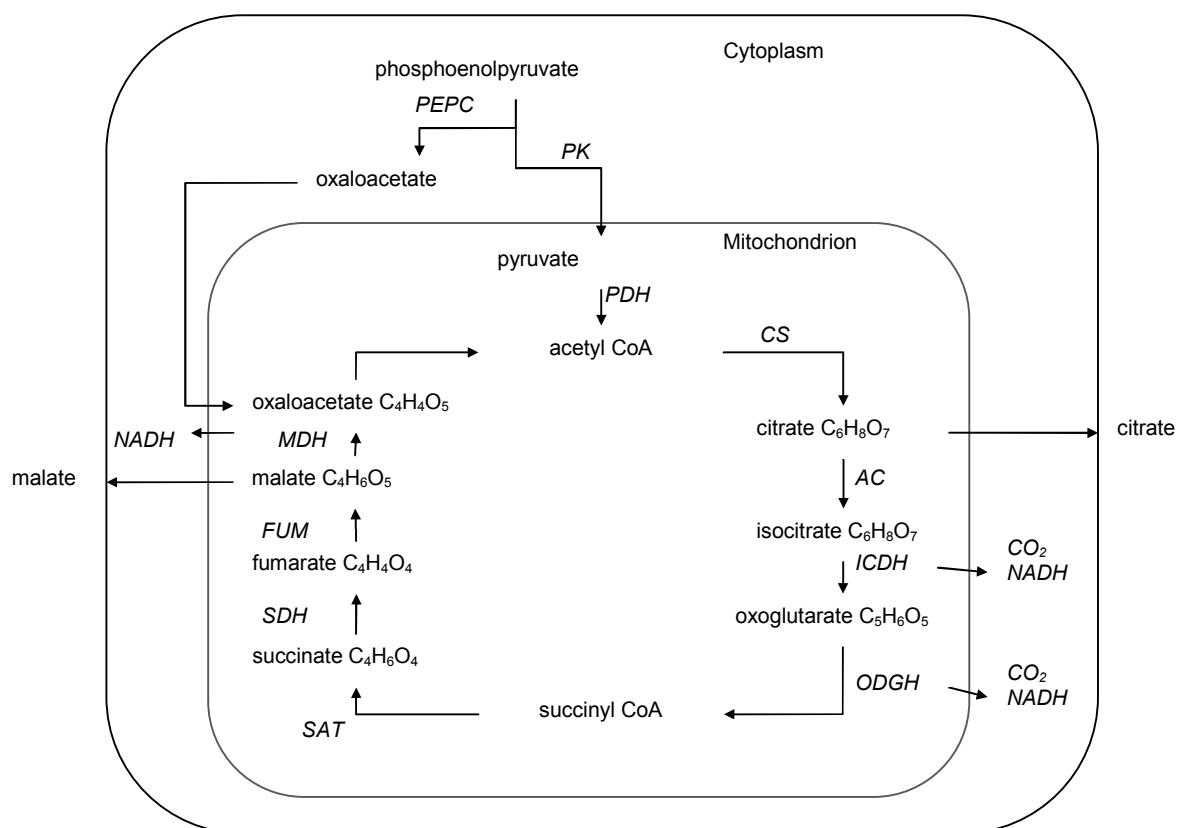 Cytoplasm
phosphoenolpyruvate
PEPC
PK
oxaloacetate
Mitochondrion
pyruvate
PDH
acetyl CoA
CS
oxaloacetate C₄H₄O₅
citrate C₆H₈O₇
citrate
NADH
MDH
malate
malate C₄H₆O₅
AC
FUM
isocitrate C₆H₈O₇
fumarate C₄H₄O₄
ICDH
CO₂
NADH
SDH
oxoglutarate C₅H₆O₅
succinate C₄H₆O₄
ODGH
CO₂
NADH
succinyl CoA
SAT